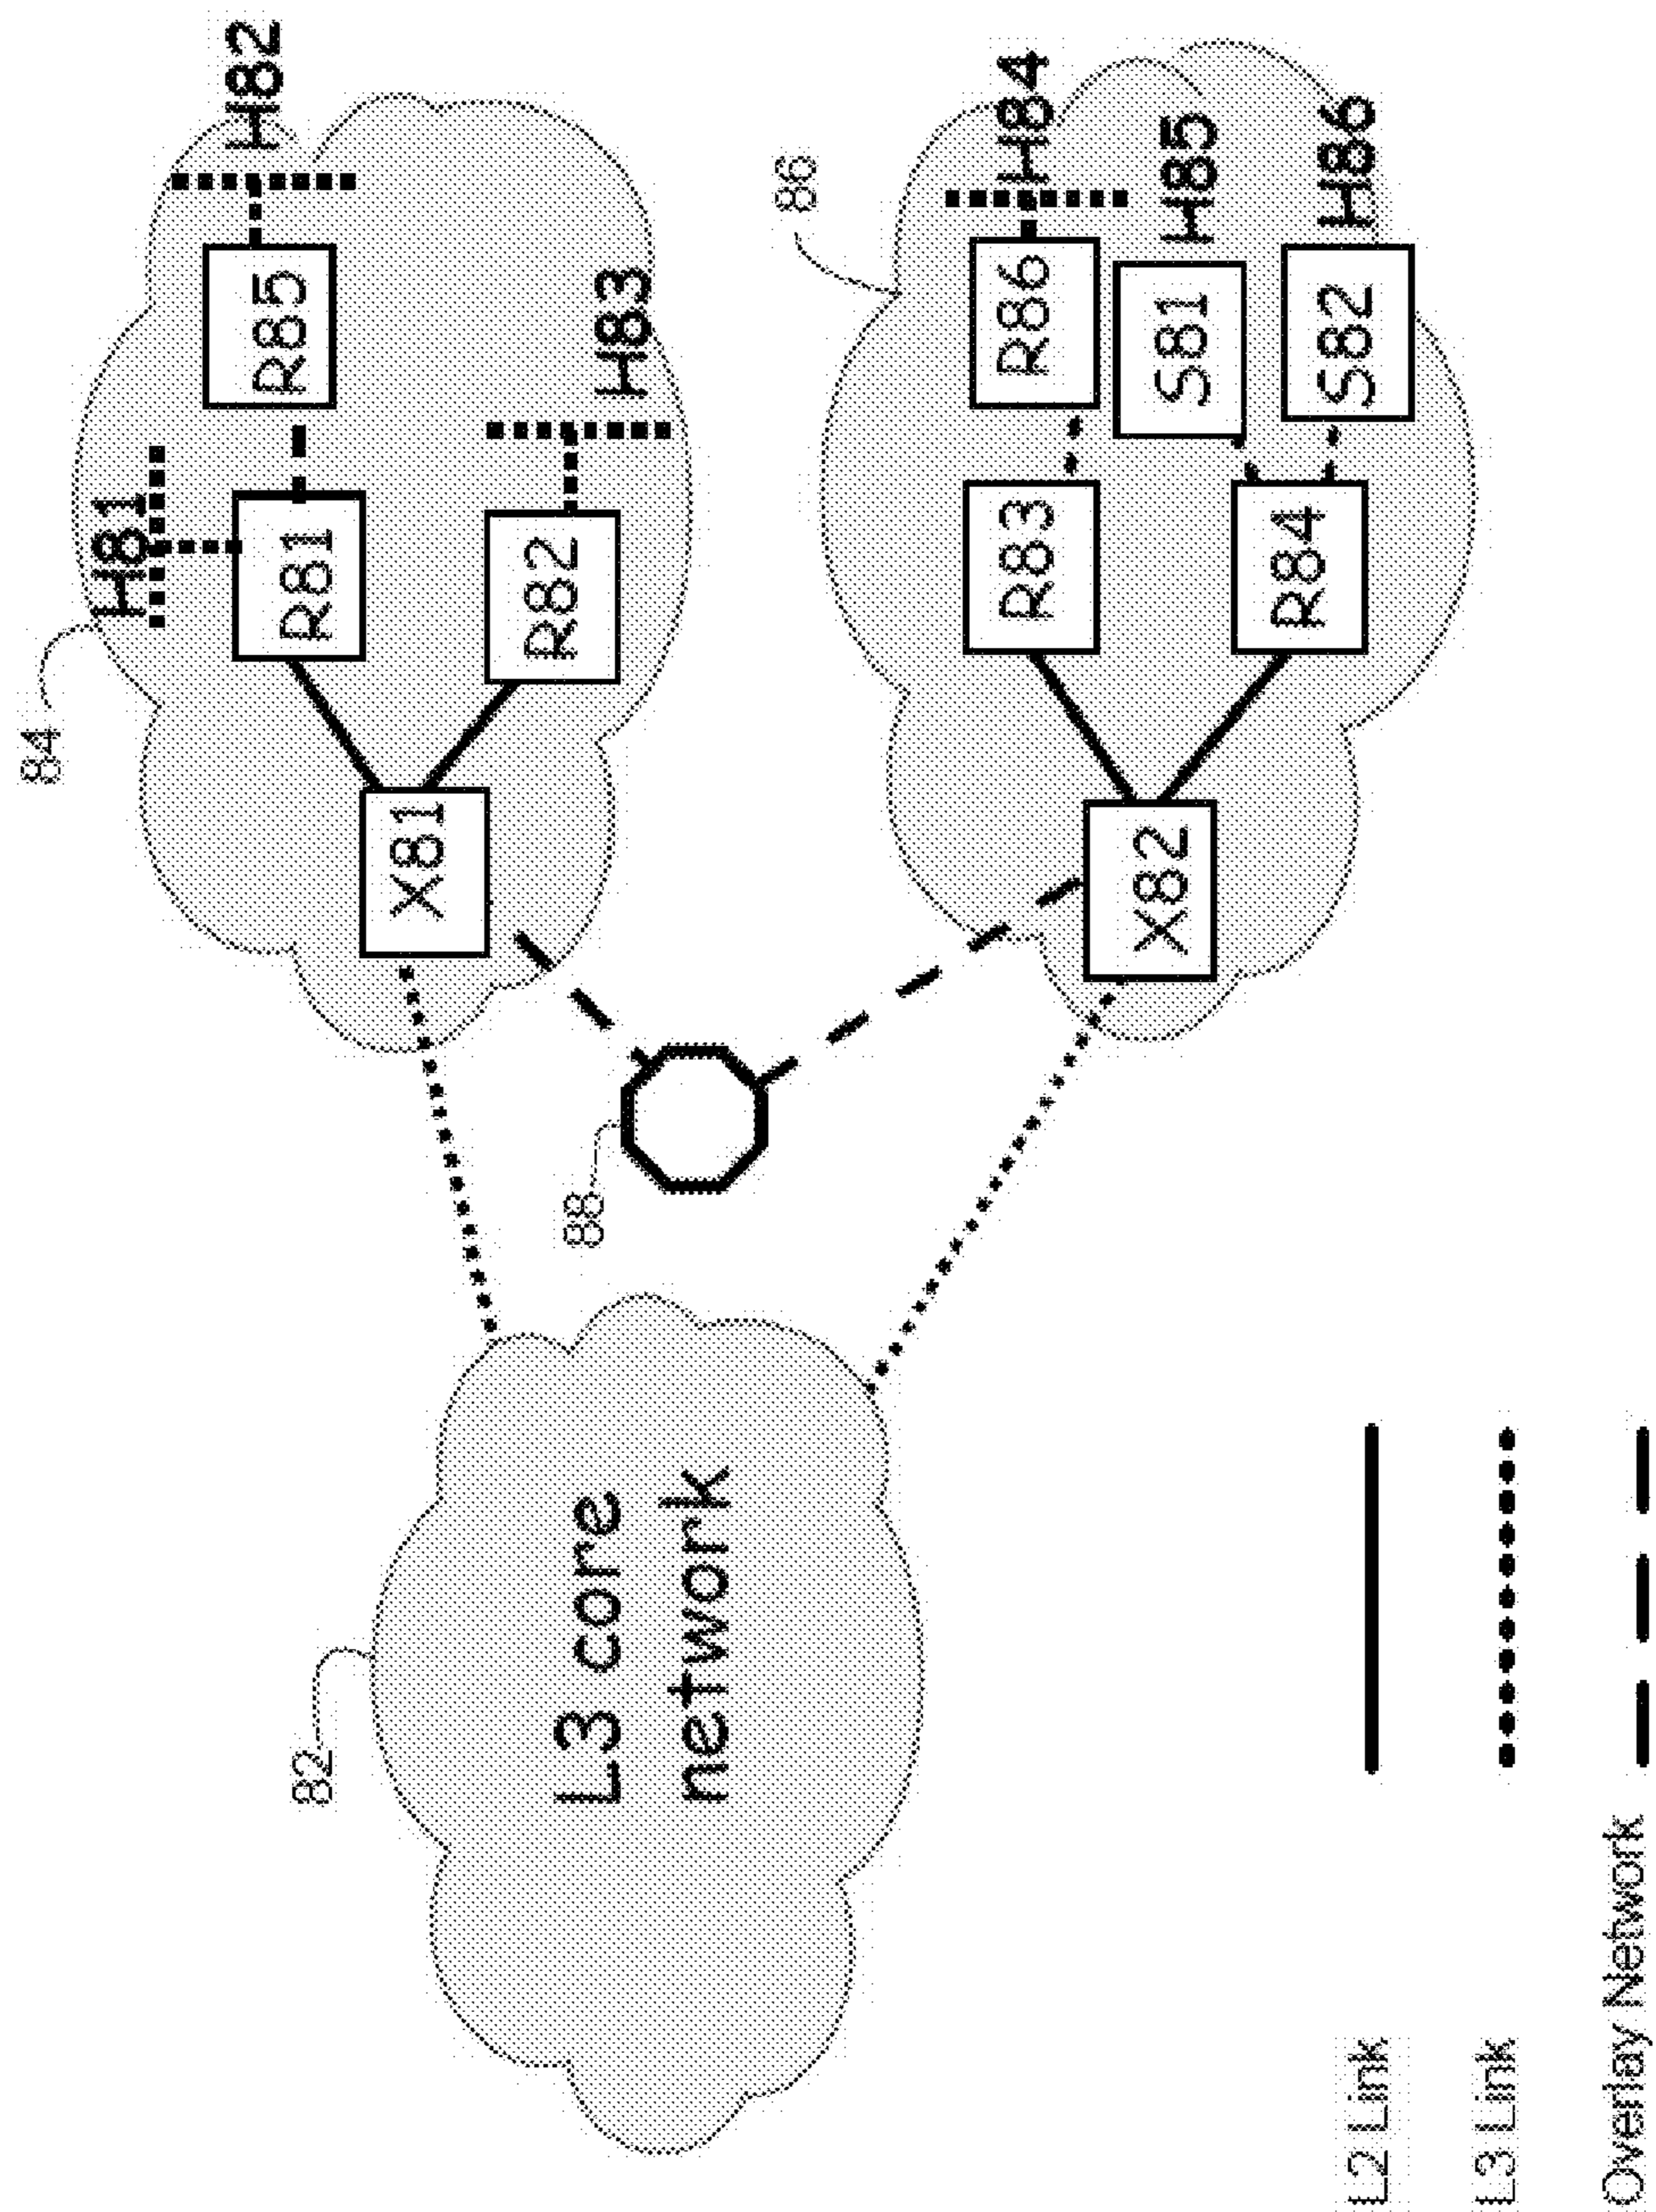 82
L3 core
network
84
H81
H82
R85
R81
H83
R82
X81
88
86
H84
R86
R83
H85
S81
H86
S82
R84
X82
L2 Link
L3 Link
Overlay Network